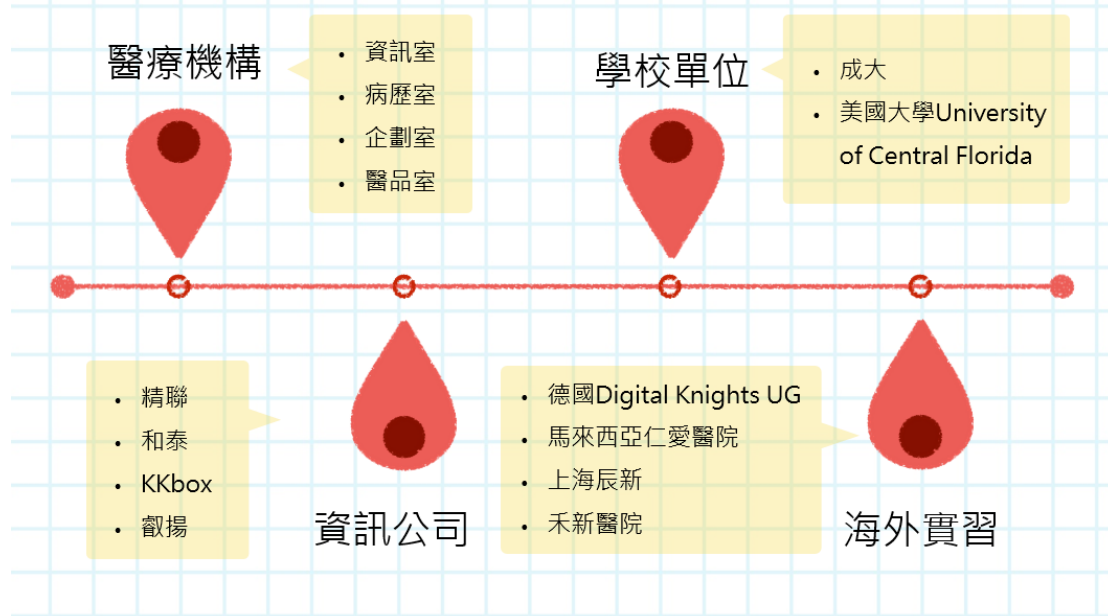 醫療機構
• 資訊室
• 病歷室
• 企劃室
• 醫品室
學校單位
• 成大
• 美國大學University
of Central Florida
• 精聯
• 和泰
• KKbox
• 叡揚
資訊公司
• 德國Digital Knights UG
• 馬來西亞仁愛醫院
• 上海辰新
• 禾新醫院
海外實習